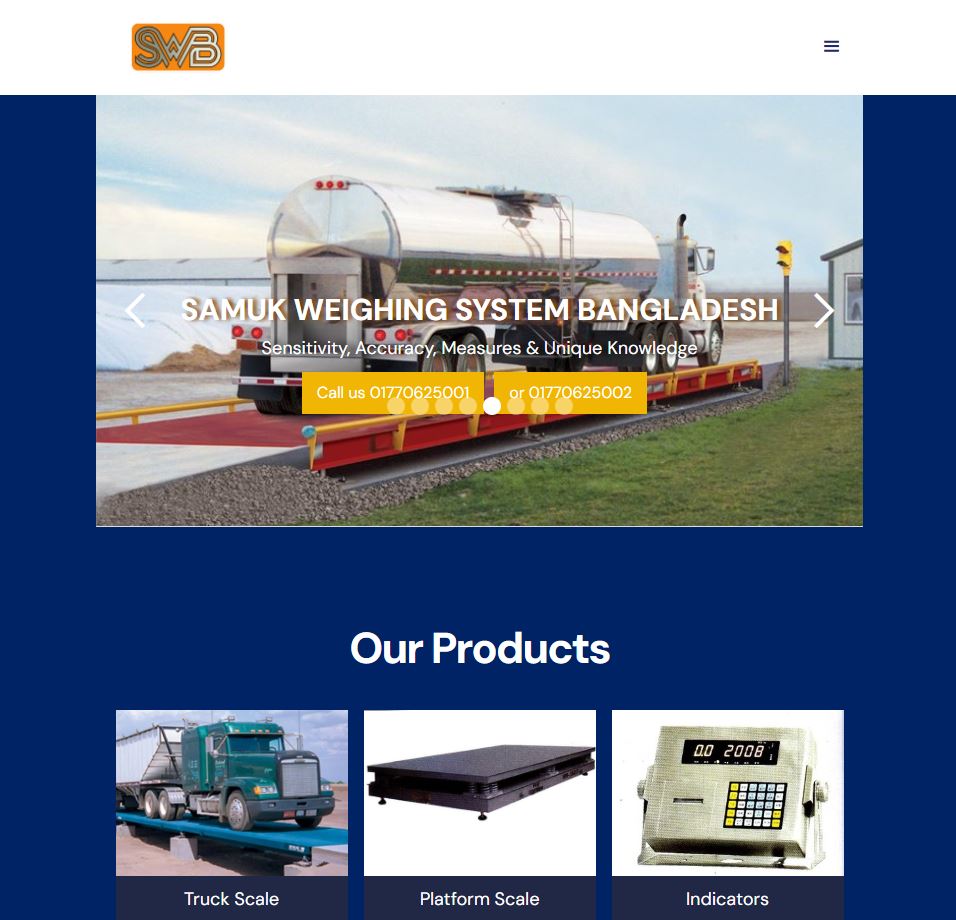 SWB
SAMUK WEIGHING SYSTEM BANGLADESH
Sensitivity, Accuracy, Measures & Unique Knowledge
Call us 01770625001
or 01770625002
Our Products
0.0 2008
Truck Scale
Platform Scale
Indicators